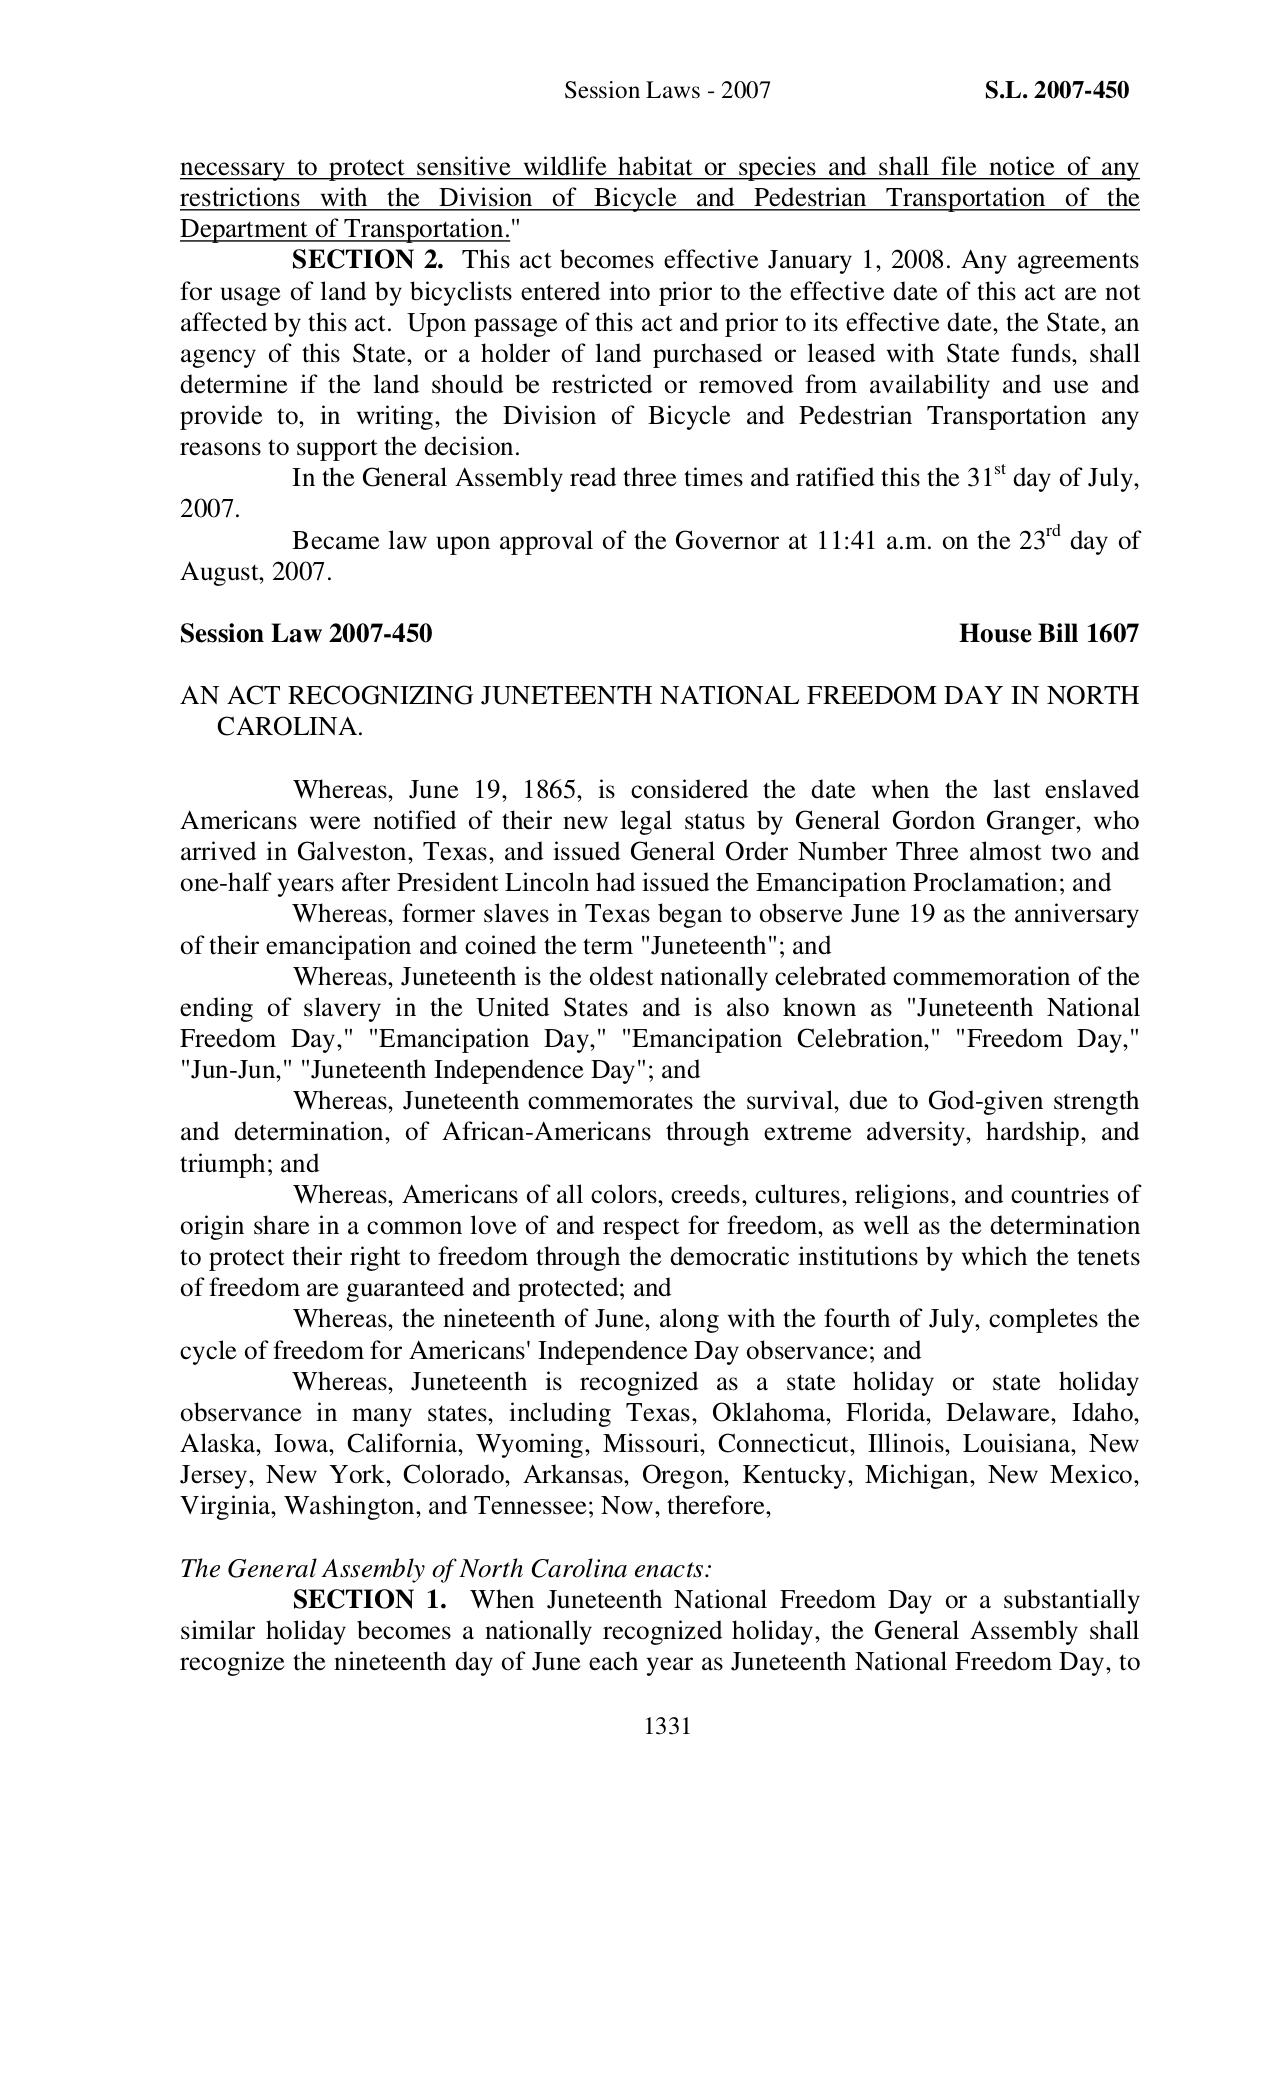 Session Laws - 2007 S.L. 2007-450
necessary to protect sensitive wildlife habitat or species and shall file notice of any
restrictions with the Division of Bicycle and Pedestrian Transportation of the
Department of Transportation."
SECTION 2. This act becomes effective January 1, 2008. Any agreements
for usage of land by bicyclists entered into prior to the effective date of this act are not
affected by this act. Upon passage of this act and prior to its effective date, the State, an
agency of this State, or a holder of land purchased or leased with State funds, shall
determine if the land should be restricted or removed from availability and use and
provide to, in writing, the Division of Bicycle and Pedestrian Transportation any
reasons to support the decision.
In the General Assembly read three times and ratified this the 31st day of July,
2007.
Became law upon approval of the Governor at 11:41 a.m. on the 23rd day of
August, 2007.
Session Law 2007-450 House Bill 1607
AN ACT RECOGNIZING JUNETEENTH NATIONAL FREEDOM DAY IN NORTH
CAROLINA.
Whereas, June 19, 1865, is considered the date when the last enslaved
Americans were notified of their new legal status by General Gordon Granger, who
arrived in Galveston, Texas, and issued General Order Number Three almost two and
one-half years after President Lincoln had issued the Emancipation Proclamation; and
Whereas, former slaves in Texas began to observe June 19 as the anniversary
of their emancipation and coined the term "Juneteenth"; and
Whereas, Juneteenth is the oldest nationally celebrated commemoration of the
ending of slavery in the United States and is also known as "Juneteenth National
Freedom Day," "Emancipation Day," "Emancipation Celebration," "Freedom Day,"
"Jun-Jun," "Juneteenth Independence Day"; and
Whereas, Juneteenth commemorates the survival, due to God-given strength
and determination, of African-Americans through extreme adversity, hardship, and
triumph; and
Whereas, Americans of all colors, creeds, cultures, religions, and countries of
origin share in a common love of and respect for freedom, as well as the determination
to protect their right to freedom through the democratic institutions by which the tenets
of freedom are guaranteed and protected; and
Whereas, the nineteenth of June, along with the fourth of July, completes the
cycle of freedom for Americans' Independence Day observance; and
Whereas, Juneteenth is recognized as a state holiday or state holiday
observance in many states, including Texas, Oklahoma, Florida, Delaware, Idaho,
Alaska, Iowa, California, Wyoming, Missouri, Connecticut, Illinois, Louisiana, New
Jersey, New York, Colorado, Arkansas, Oregon, Kentucky, Michigan, New Mexico,
Virginia, Washington, and Tennessee; Now, therefore,
The General Assembly of North Carolina enacts:
SECTION 1. When Juneteenth National Freedom Day or a substantially
similar holiday becomes a nationally recognized holiday, the General Assembly shall
recognize the nineteenth day of June each year as Juneteenth National Freedom Day, to
1331